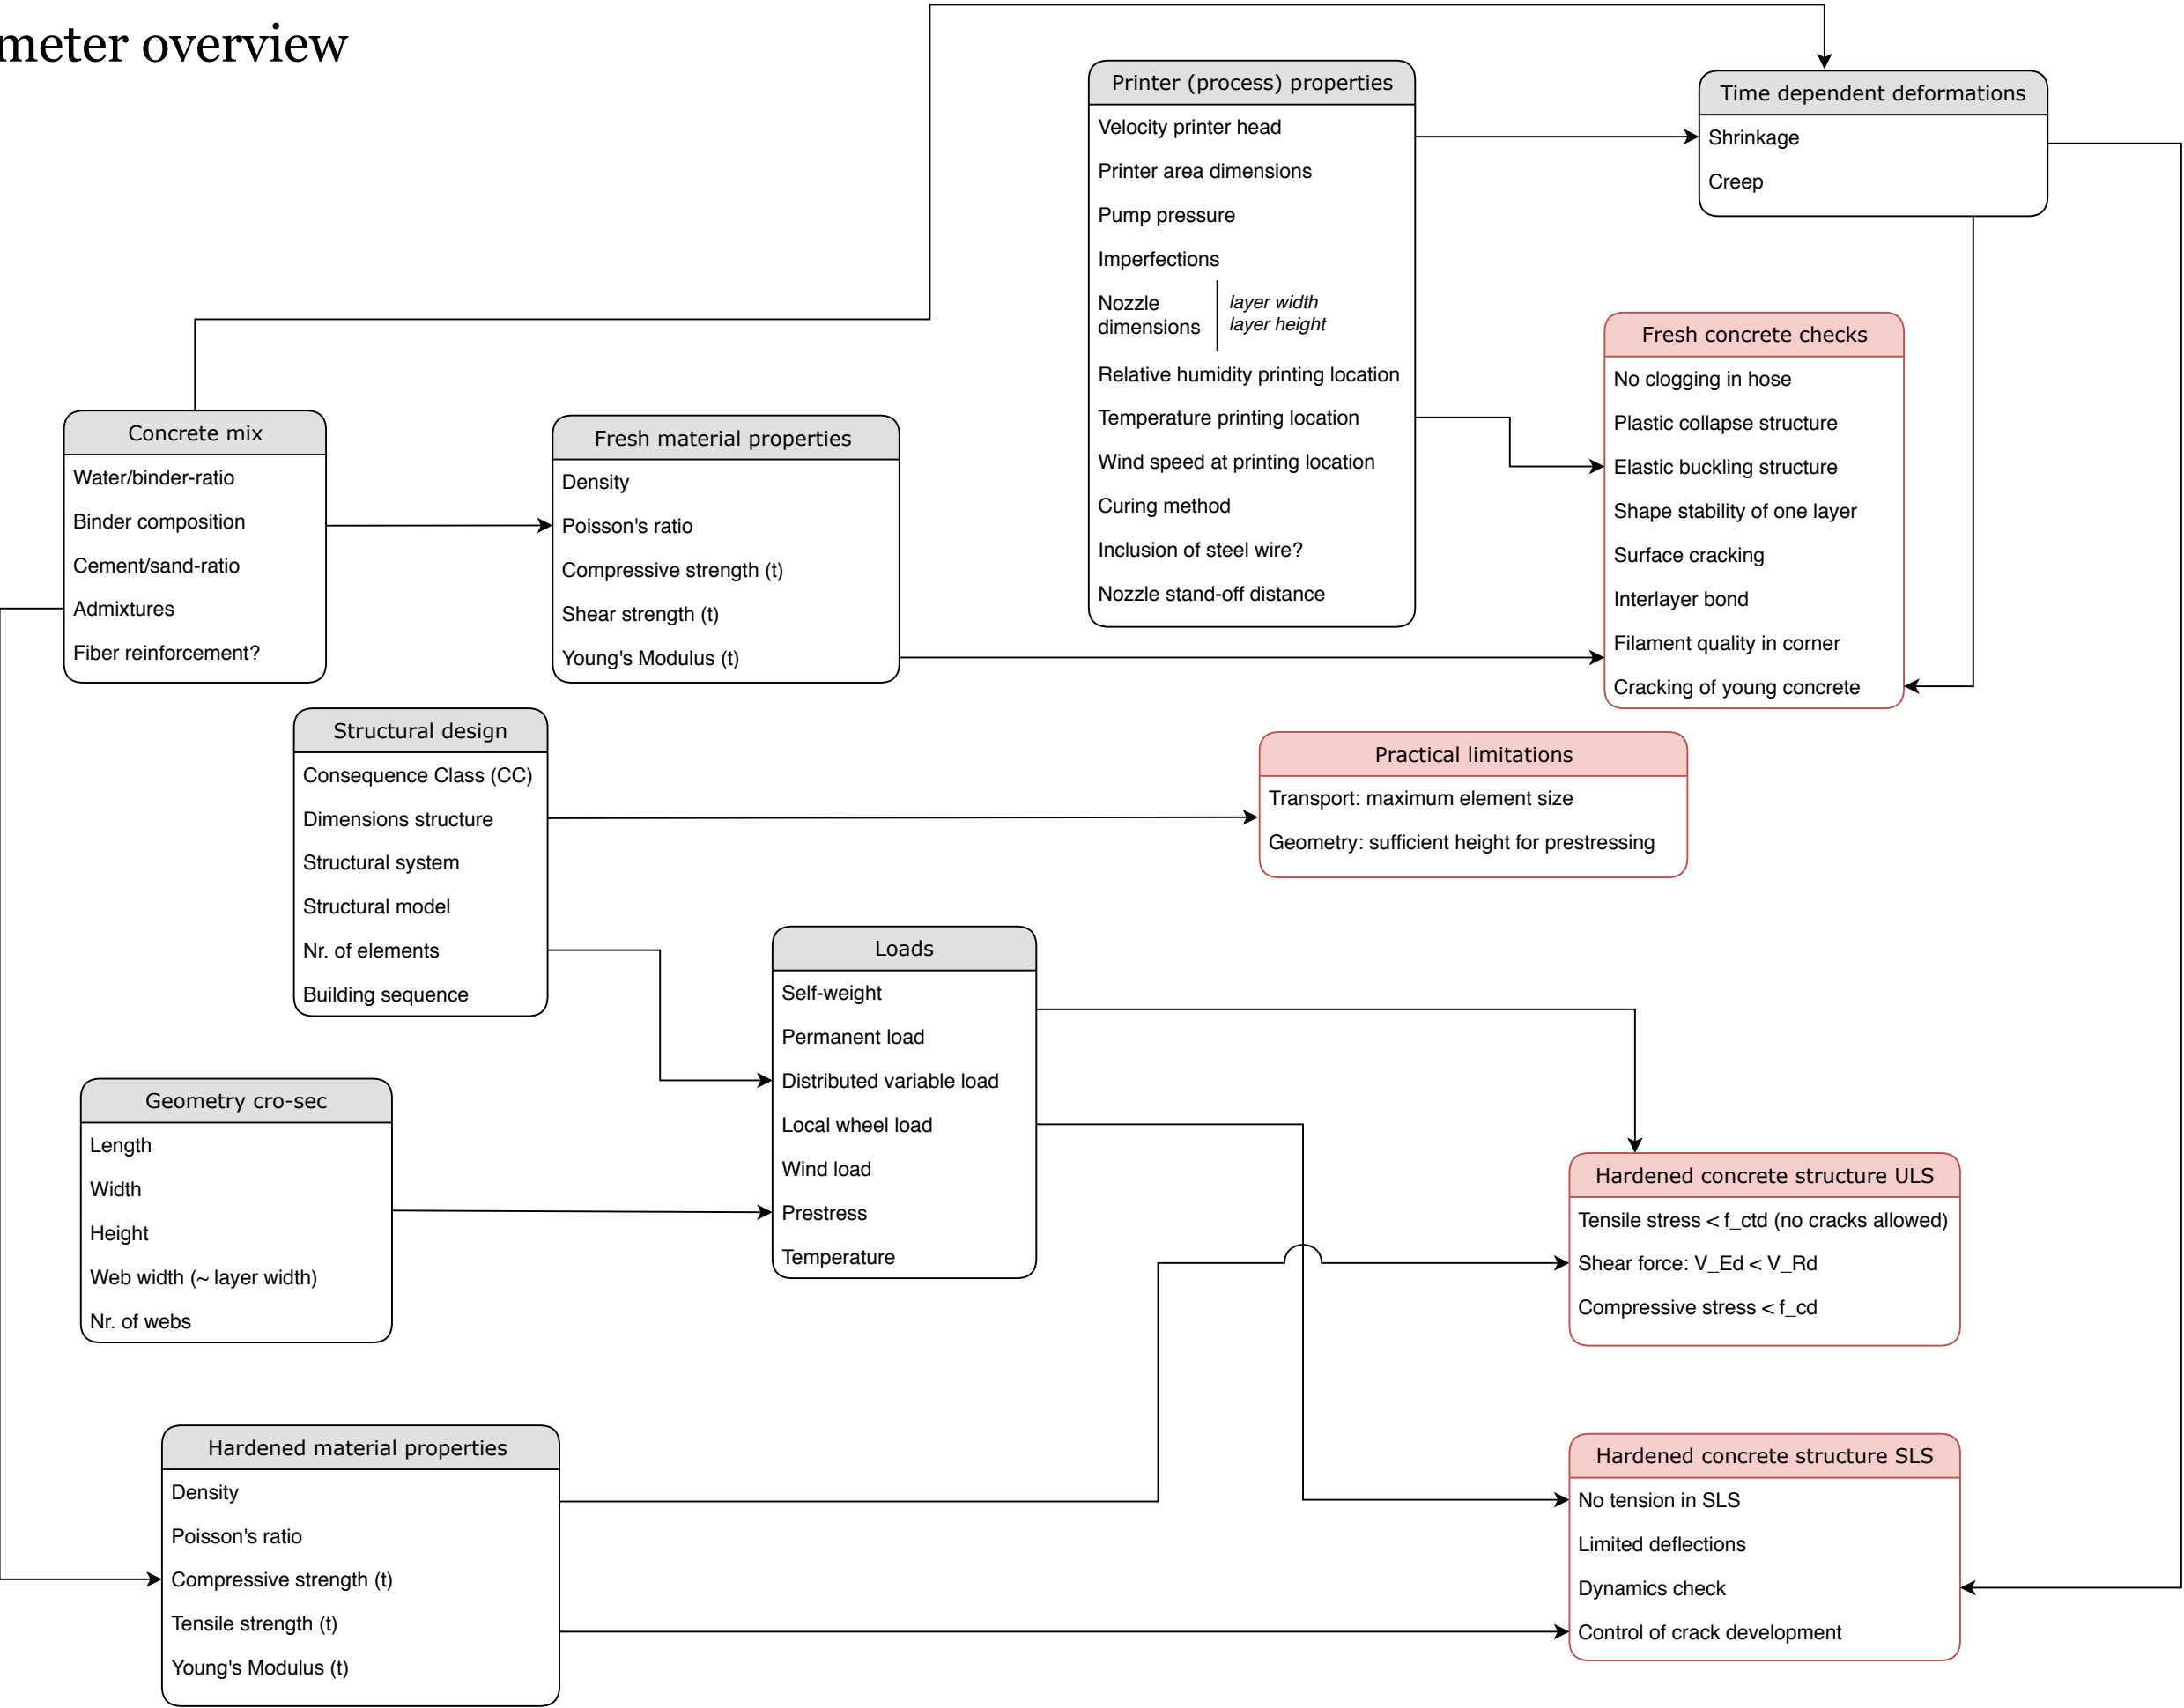 meter overview
Printer (process) properties
Velocity printer head
Printer area dimensions
Pump pressure
Imperfections
Nozzle
dimensions
layer width
layer height
Relative humidity printing location
Temperature printing location
Wind speed at printing location
Curing method
Inclusion of steel wire?
Nozzle stand-off distance
Time dependent deformations
Shrinkage
Creep
Fresh concrete checks
No clogging in hose
Plastic collapse structure
Elastic buckling structure
Shape stability of one layer
Surface cracking
Interlayer bond
Filament quality in corner
Cracking of young concrete
Concrete mix
Water/binder-ratio
Binder composition
Cement/sand-ratio
Admixtures
Fiber reinforcement?
Fresh material properties
Density
Poisson's ratio
Compressive strength (t)
Shear strength (t)
Young's Modulus (t)
Structural design
Consequence Class (CC)
Dimensions structure
Structural system
Structural model
Nr. of elements
Building sequence
Practical limitations
Transport: maximum element size
Geometry: sufficient height for prestressing
Loads
Self-weight
Permanent load
Distributed variable load
Local wheel load
Wind load
Prestress
Temperature
Geometry cro-sec
Length
Width
Height
Web width (~ layer width)
Nr. of webs
Hardened concrete structure ULS
Tensile stress < f_ctd (no cracks allowed)
Shear force: V_Ed < V_Rd
Compressive stress < f_cd
Hardened material properties
Density
Poisson's ratio
Compressive strength (t)
Tensile strength (t)
Young's Modulus (t)
Hardened concrete structure SLS
No tension in SLS
Limited deflections
Dynamics check
Control of crack development